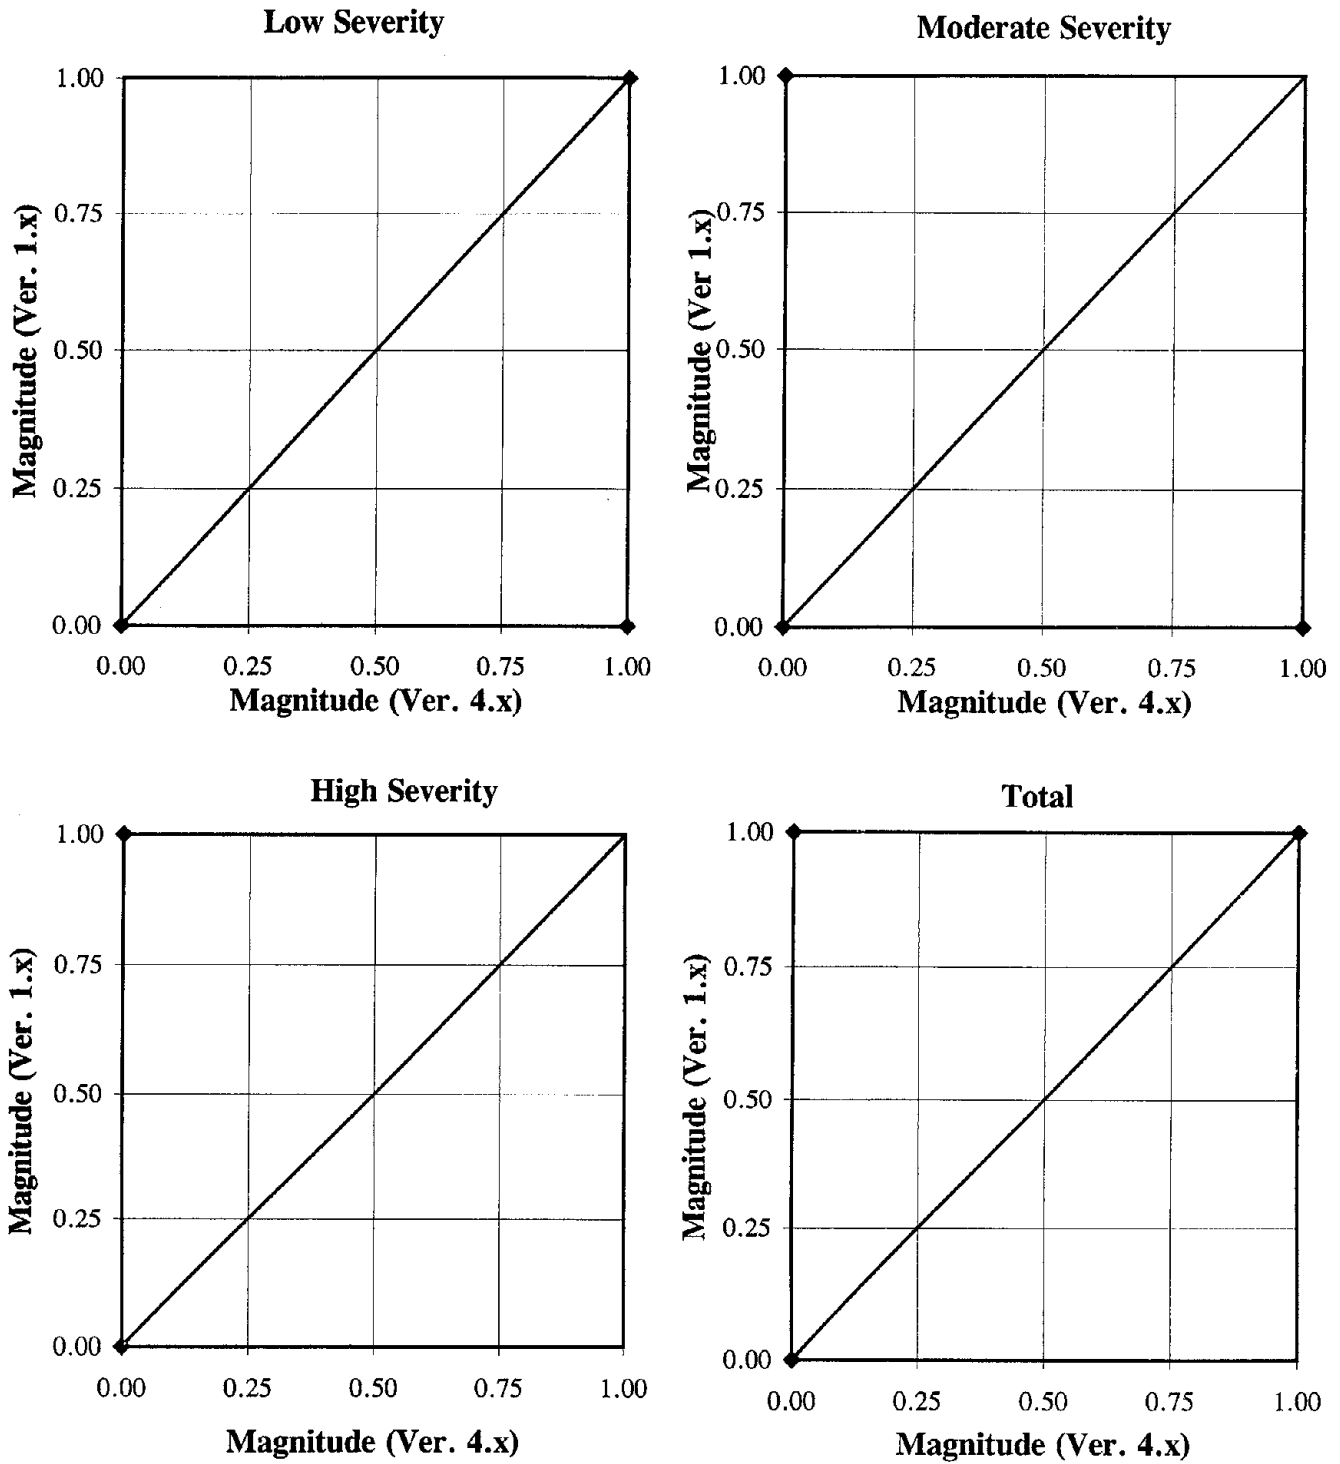 Low Severity
1.00
0.75
0.50
0.25
0.00
0.00 0.25 0.50 0.75 1.00
Magnitude (Ver. 1.x)
Magnitude (Ver. 4.x)
Moderate Severity
1.00
0.75
0.50
0.25
0.00
0.00 0.25 0.50 0.75 1.00
Magnitude (Ver 1.x)
Magnitude (Ver. 4.x)
High Severity
1.00
0.75
0.50
0.25
0.00
0.00 0.25 0.50 0.75 1.00
Magnitude (Ver. 1.x)
Magnitude (Ver. 4.x)
Total
1.00
0.75
0.50
0.25
0.00
0.00 0.25 0.50 0.75 1.00
Magnitude (Ver. 1.x)
Magnitude (Ver. 4.x)